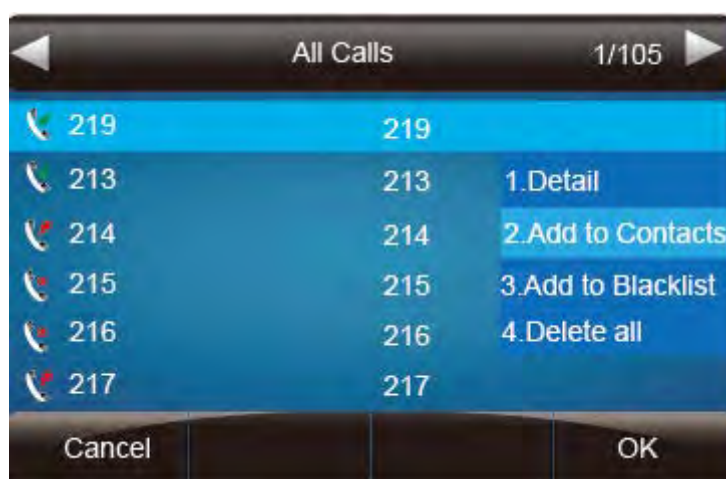 All Calls 1/105
219 219
213 213 1.Detail
214 214 2.Add to Contacts
215 215 3.Add to Blacklist
216 216 4.Delete all
217 217
Cancel OK